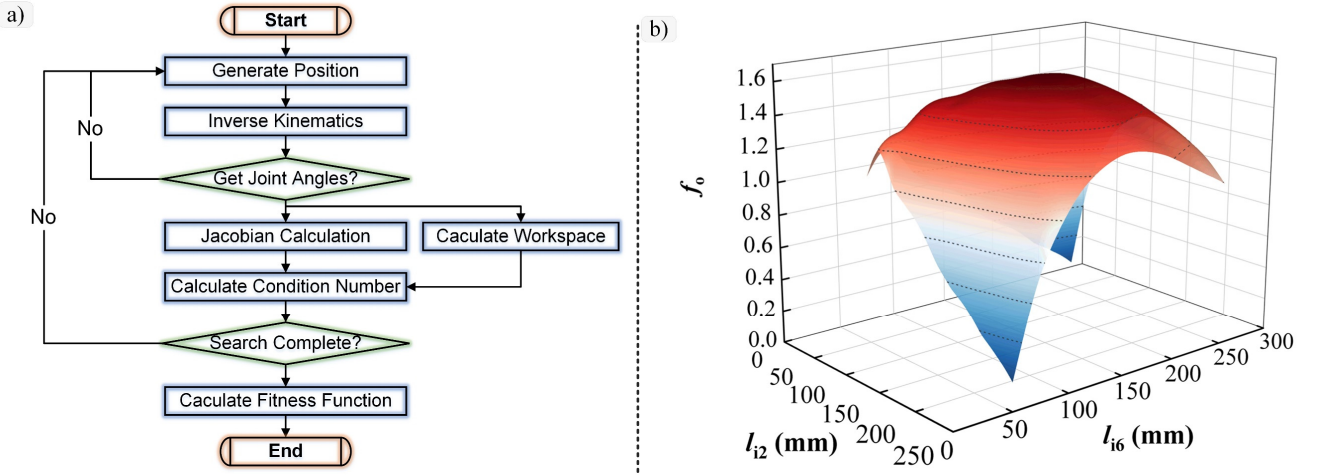 a)
Start
Generate Position
Inverse Kinematics
No
Get Joint Angles?
No
Jacobian Calculation
Caculate Workspace
Calculate Condition Number
Search Complete?
Caculate Fitness Function
End
b)
1.6
1.4
1.2
1.0
0.8
0.6
0.4
0.2
0.0
fo
0
50
100
150
200
250
li2 (mm)
0
50
100
150
200
250
300
li6 (mm)